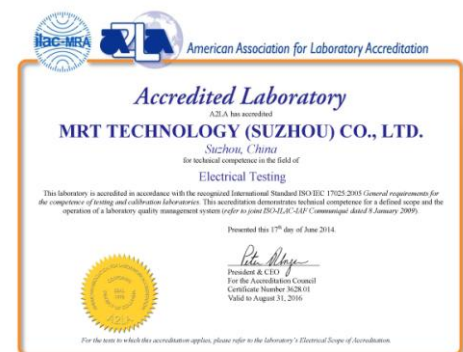 ilac-MRA
A2LA
American Association for Laboratory Accreditation
Accredited Laboratory
A2LA has accredited
MRT TECHNOLOGY (SUZHOU) CO., LTD.
Suzhou, China
for technical competence in the field of
Electrical Testing
This laboratory is accredited in accordance with the recognized International Standard ISO/IEC 17025:2005 General requirements for
the competence of testing and calibration laboratories. This accreditation demonstrates technical competence for a defined scope and the
operation of a laboratory quality management system (refer to joint ISO-ILAC-IAF Communiqué dated 8 January 2009).
Presented this 17th day of June 2014.
President & CEO
For the Accreditation Council
Certificate Number 3628.01
Valid to August 31, 2016
A2LA
For the tests to which this accreditation applies, please refer to the laboratory's Electrical Scope of Accreditation.